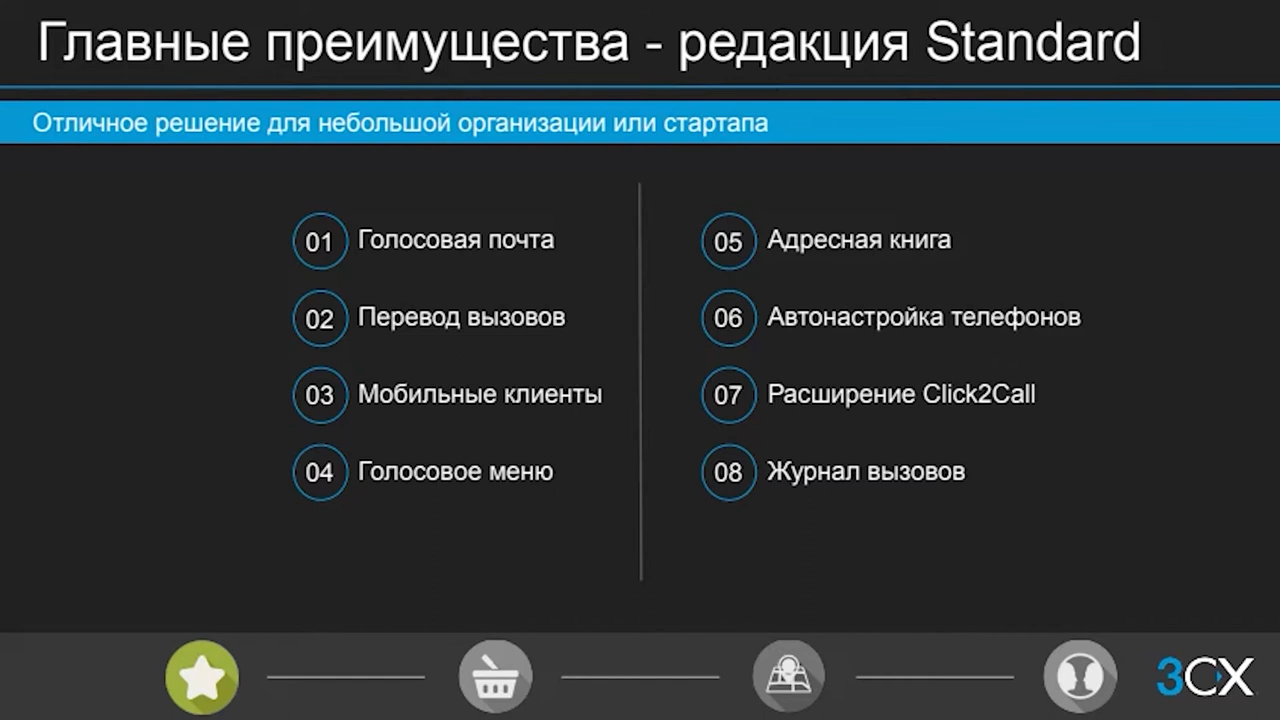 Главные преимущества - редакция Standard
Отличное решение для небольшой организации или стартапа
01 Голосовая почта
02 Перевод вызовов
03 Мобильные клиенты
04 Голосовое меню
05 Адресная книга
06 Автонастройка телефонов
07 Расширение Click2Call
08 Журнал вызовов
3CX